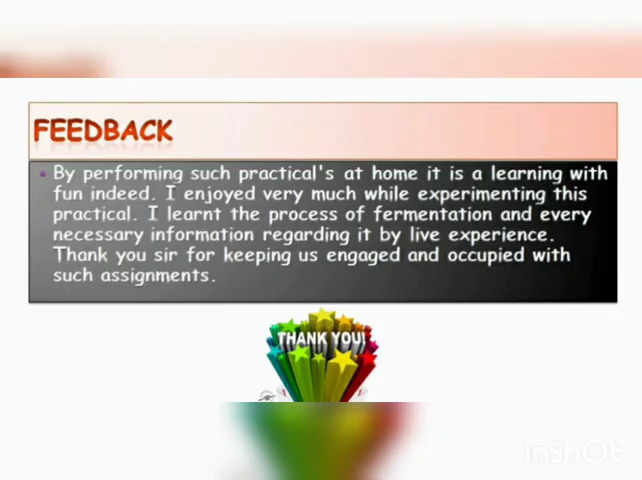 FEEDBACK
• By performing such practical's at home it is a learning with
fun indeed. I enjoyed very much while experimenting this
practical. I learnt the process of fermentation and every
necessary information regarding it by live experience.
Thank you sir for keeping us engaged and occupied with
such assignments.
THANK YOU!
InShOt